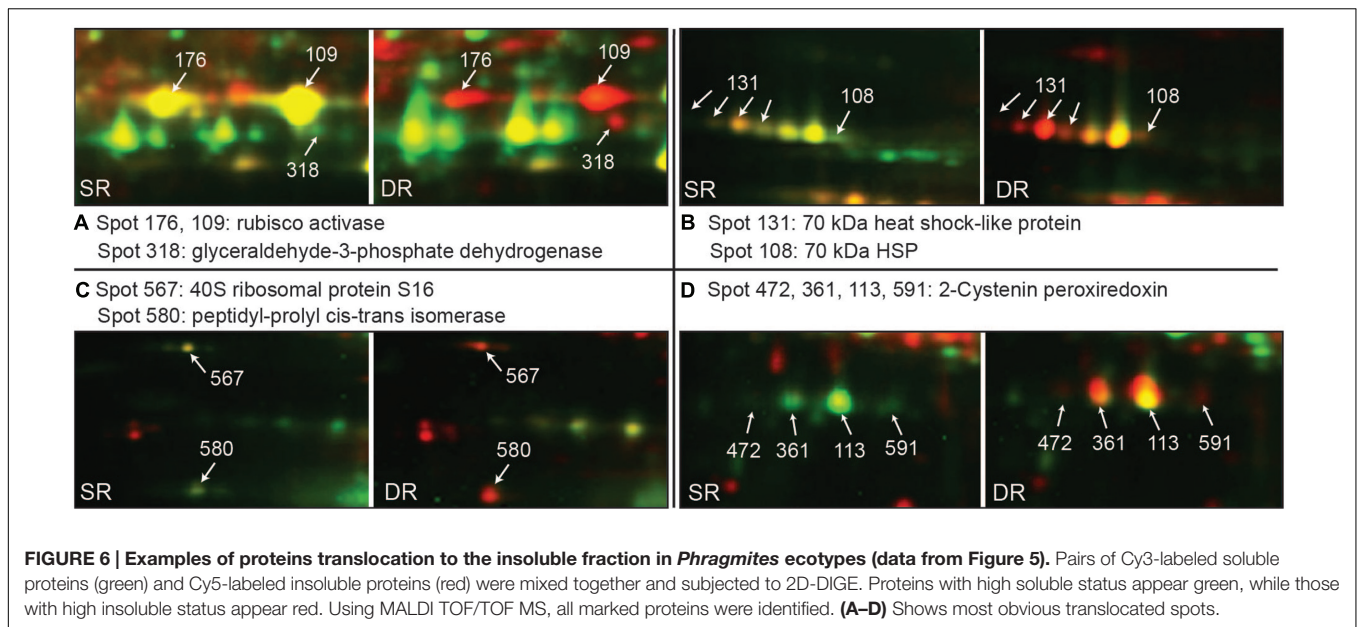 176
109
318
SR
176
109
318
DR
A Spot 176, 109: rubisco activase
Spot 318: glyceraldehyde-3-phosphate dehydrogenase
131
108
SR
131
108
DR
B Spot 131: 70 kDa heat shock-like protein
Spot 108: 70 kDa HSP
C Spot 567: 40S ribosomal protein S16
Spot 580: peptidyl-prolyl cis-trans isomerase
567
580
SR
567
580
DR
D Spot 472, 361, 113, 591: 2-Cystenin peroxiredoxin
472 361 113 591
SR
472 361 113 591
DR
FIGURE 6 | Examples of proteins translocation to the insoluble fraction in Phragmites ecotypes (data from Figure 5). Pairs of Cy3-labeled soluble
proteins (green) and Cy5-labeled insoluble proteins (red) were mixed together and subjected to 2D-DIGE. Proteins with high soluble status appear green, while those
with high insoluble status appear red. Using MALDI TOF/TOF MS, all marked proteins were identified. (A–D) Shows most obvious translocated spots.